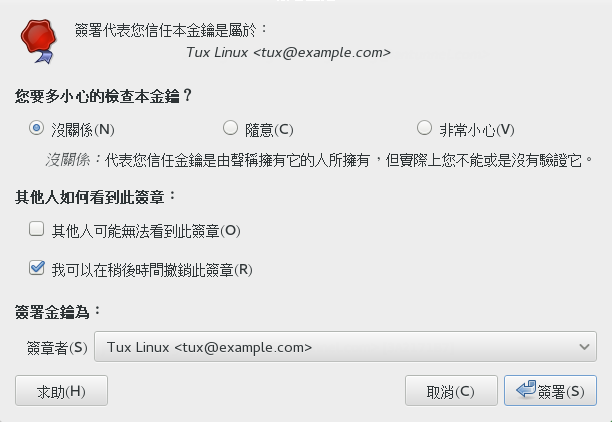 簽署代表您信任本金鑰是屬於：
Tux Linux <tux@example.com>
您要多小心的檢查本金鑰？
沒關係(N)
隨意(C)
非常小心(V)
沒關係：代表您信任金鑰是由聲稱擁有它的人所擁有，但實際上您不能或是沒有驗證它。
其他人如何看到此簽章：
其他人可能無法看到此簽章(O)
我可以在稍後時間撤銷此簽章(R)
簽署金鑰為：
簽章者(S)
Tux Linux <tux@example.com>
求助(H)
取消(C)
簽署(S)